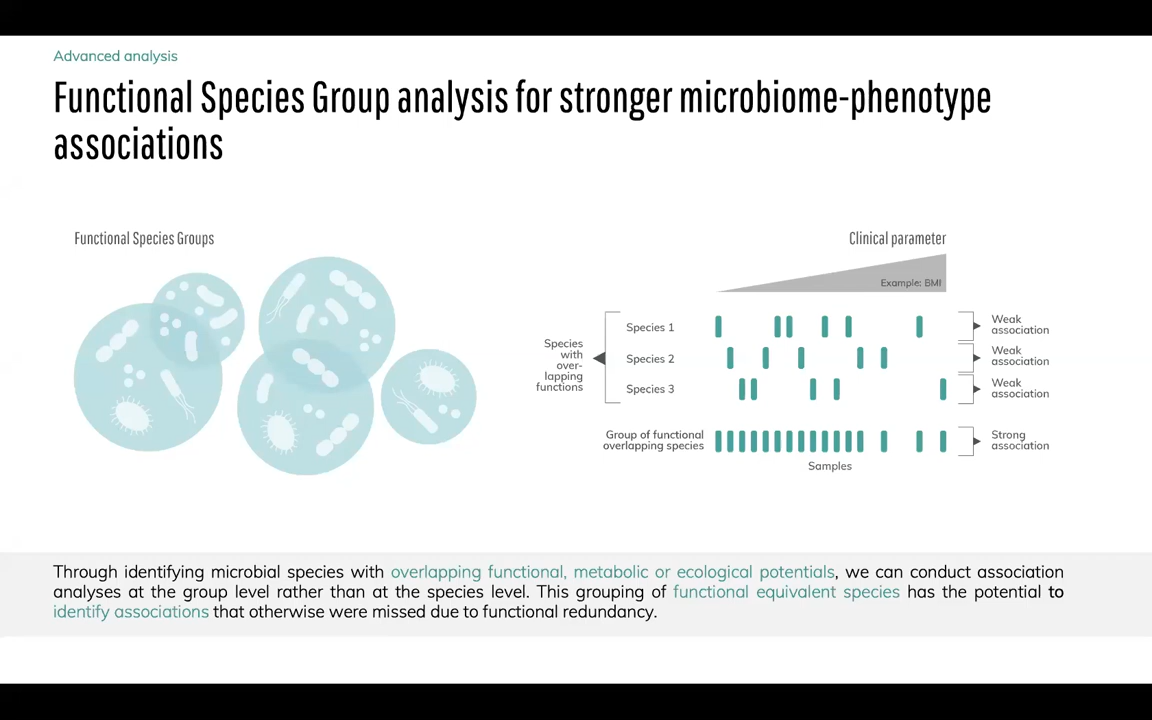 Advanced analysis
Functional Species Group analysis for stronger microbiome-phenotype
associations
Functional Species Groups
Clinical parameter
Example: BMI
Species
with
over-
lapping
functions
Species 1
Weak
association
Species 2
Weak
association
Species 3
Weak
association
Group of functional
overlapping species
Strong
association
Samples
Through identifying microbial species with overlapping functional, metabolic or ecological potentials, we can conduct association
analyses at the group level rather than at the species level. This grouping of functional equivalent species has the potential to
identify associations that otherwise were missed due to functional redundancy.